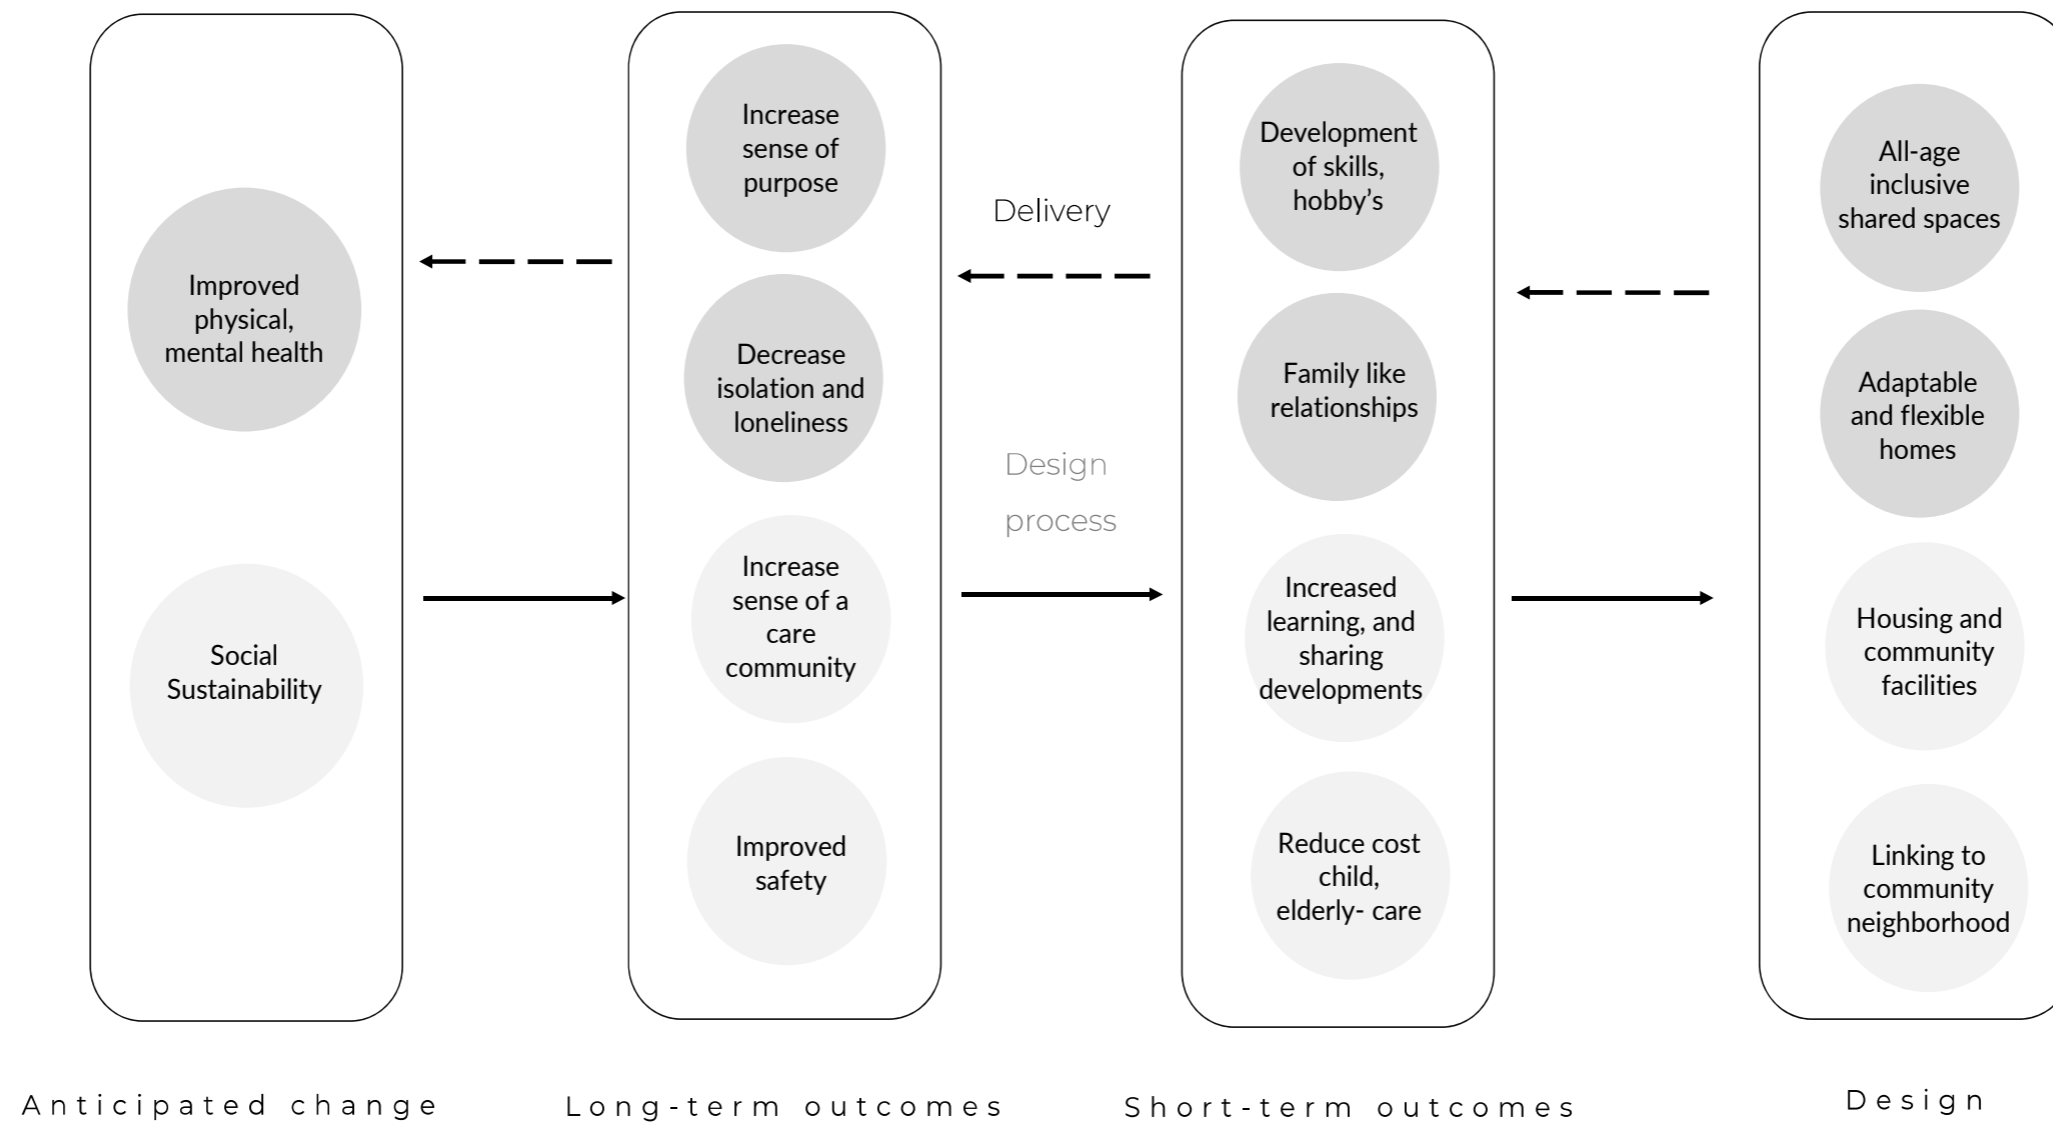 Improved
physical,
mental health
Social
Sustainability
Anticipated change
Increase
sense of
purpose
Decrease
isolation and
loneliness
Increase
sense of a
care
community
Improved
safety
Long-term outcomes
Delivery
Design
process
Development
of skills,
hobby’s
Family like
relationships
Increased
learning, and
sharing
developments
Reduce cost
child,
elderly- care
Short-term outcomes
All-age
inclusive
shared spaces
Adaptable
and flexible
homes
Housing and
community
facilities
Linking to
community
neighborhood
Design